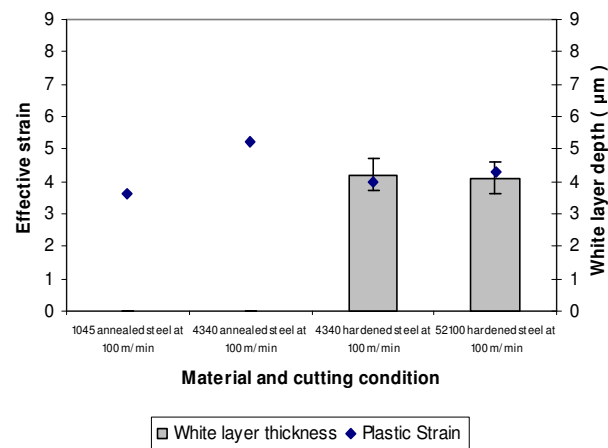 9
8
7
6
5
4
3
2
1
0
Effective strain
9
8
7
6
5
4
3
2
1
0
White layer depth ( µm )
1045 annealed steel at
100 m/ min
4340 annealed steel at
100 m/ min
4340 hardened steel at
100 m/ min
52100 hardened steel at
100 m/ min
Material and cutting condition
White layer thickness
Plastic Strain